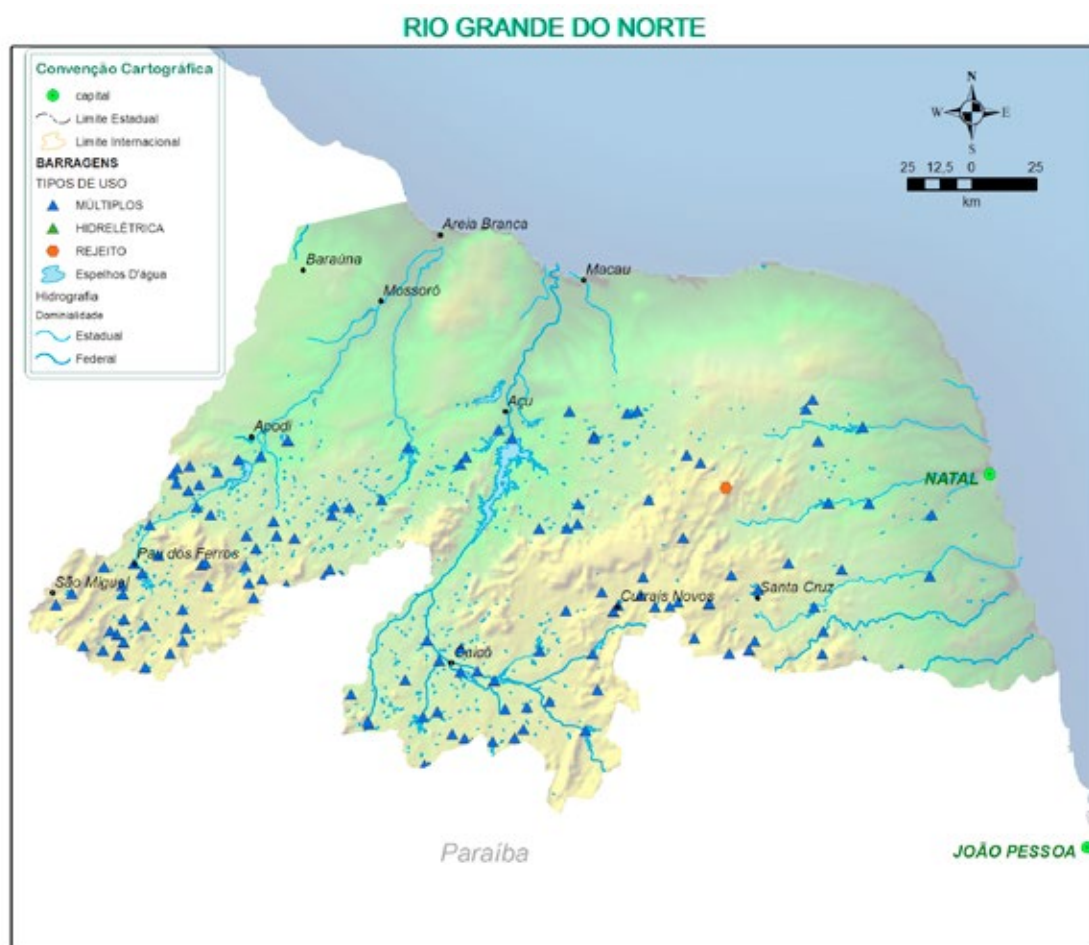 RIO GRANDE DO NORTE
Convenção Cartográfica
capital
Limite Estadual
Limite Internacional
BARRAGENS
TIPOS DE USO
MÚLTIPLOS
HIDRELÉTRICA
REJEITO
Espelhos D'água
Hidrografia
Dominialidade
Estadual
Federal
N
W E
S
25 12,5 0 25
km
Areia Branca
Baraúna
Macau
Mossoró
Açu
Apodi
NATAL
Pau dos Ferros
São Miguel
Currais Novos
Santa Cruz
Caicó
Paraíba
JOÃO PESSOA